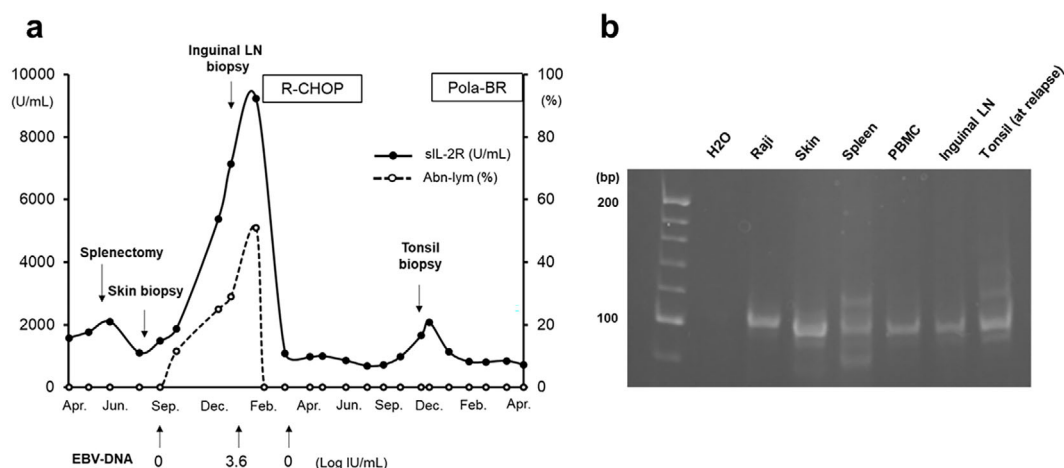 a
b
Inguinal LN
biopsy
10000
(U/mL)
R-CHOP
Pola-BR
100
(%)
8000
80
sIL-2R (U/mL)
Abn-lym (%)
6000
60
Splenectomy
Skin biopsy
4000
40
Tonsil
biopsy
2000
20
0
0
Apr. Jun. Sep. Dec. Feb. Apr. Jun. Sep. Dec. Feb. Apr.
EBV-DNA 0 3.6 0 (Log IU/mL)
H2O
Raji
Skin
Spleen
PBMC
Inguinal LN
Tonsil (at relapse)
(bp)
200
100